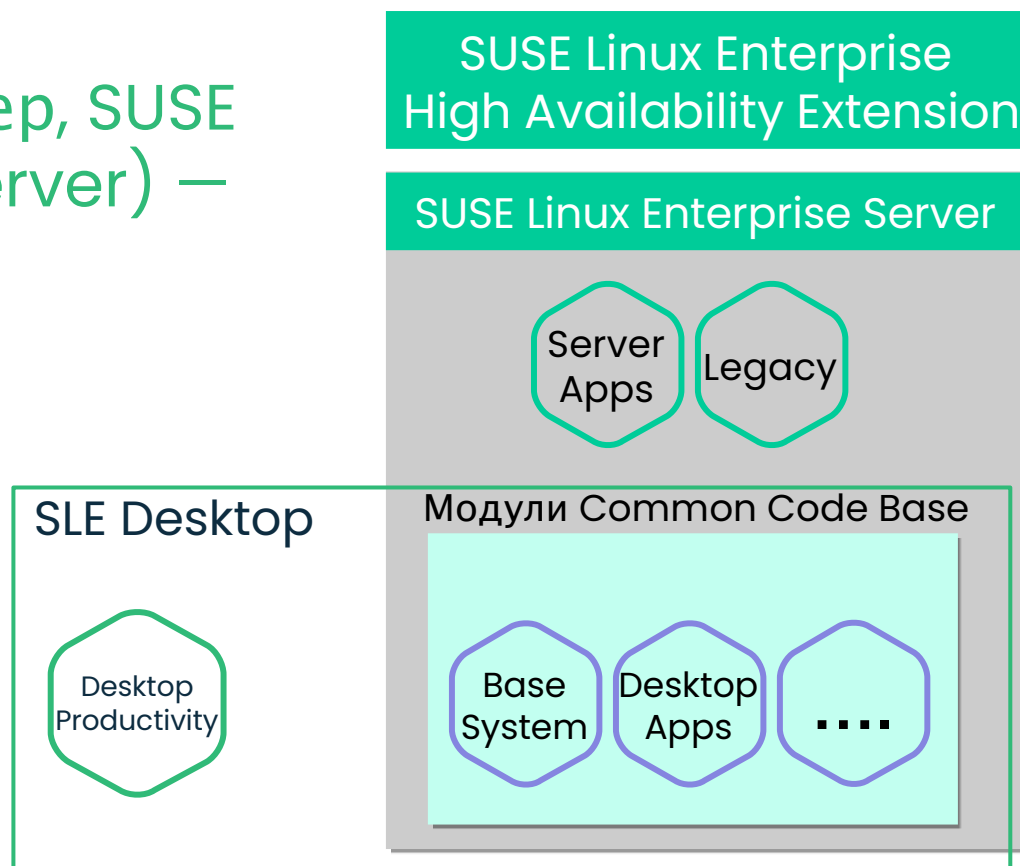 ер, SUSE
erver) —
SUSE Linux Enterprise
High Availability Extension
SUSE Linux Enterprise Server
Server
Apps
Legacy
SLE Desktop
Модули Common Code Base
Desktop
Productivity
Base
System
Desktop
Apps
....